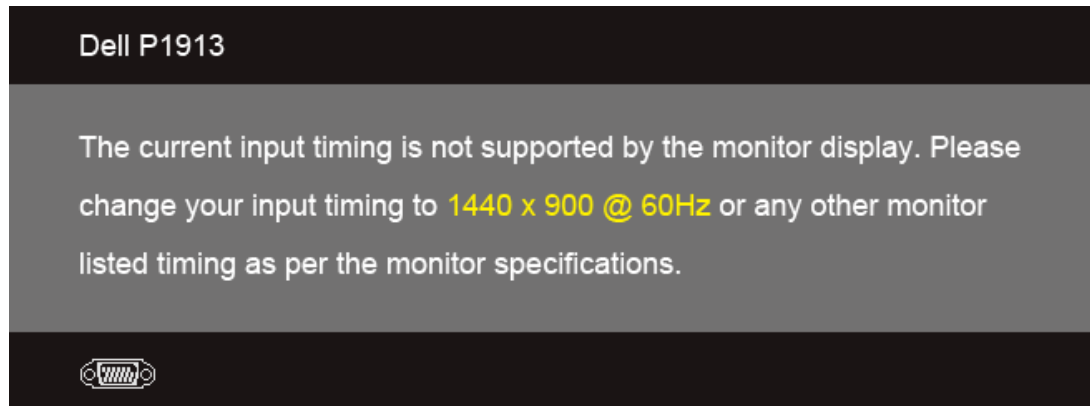 Dell P1913
The current input timing is not supported by the monitor display. Please
change your input timing to 1440 x 900 @ 60Hz or any other monitor
listed timing as per the monitor specifications.